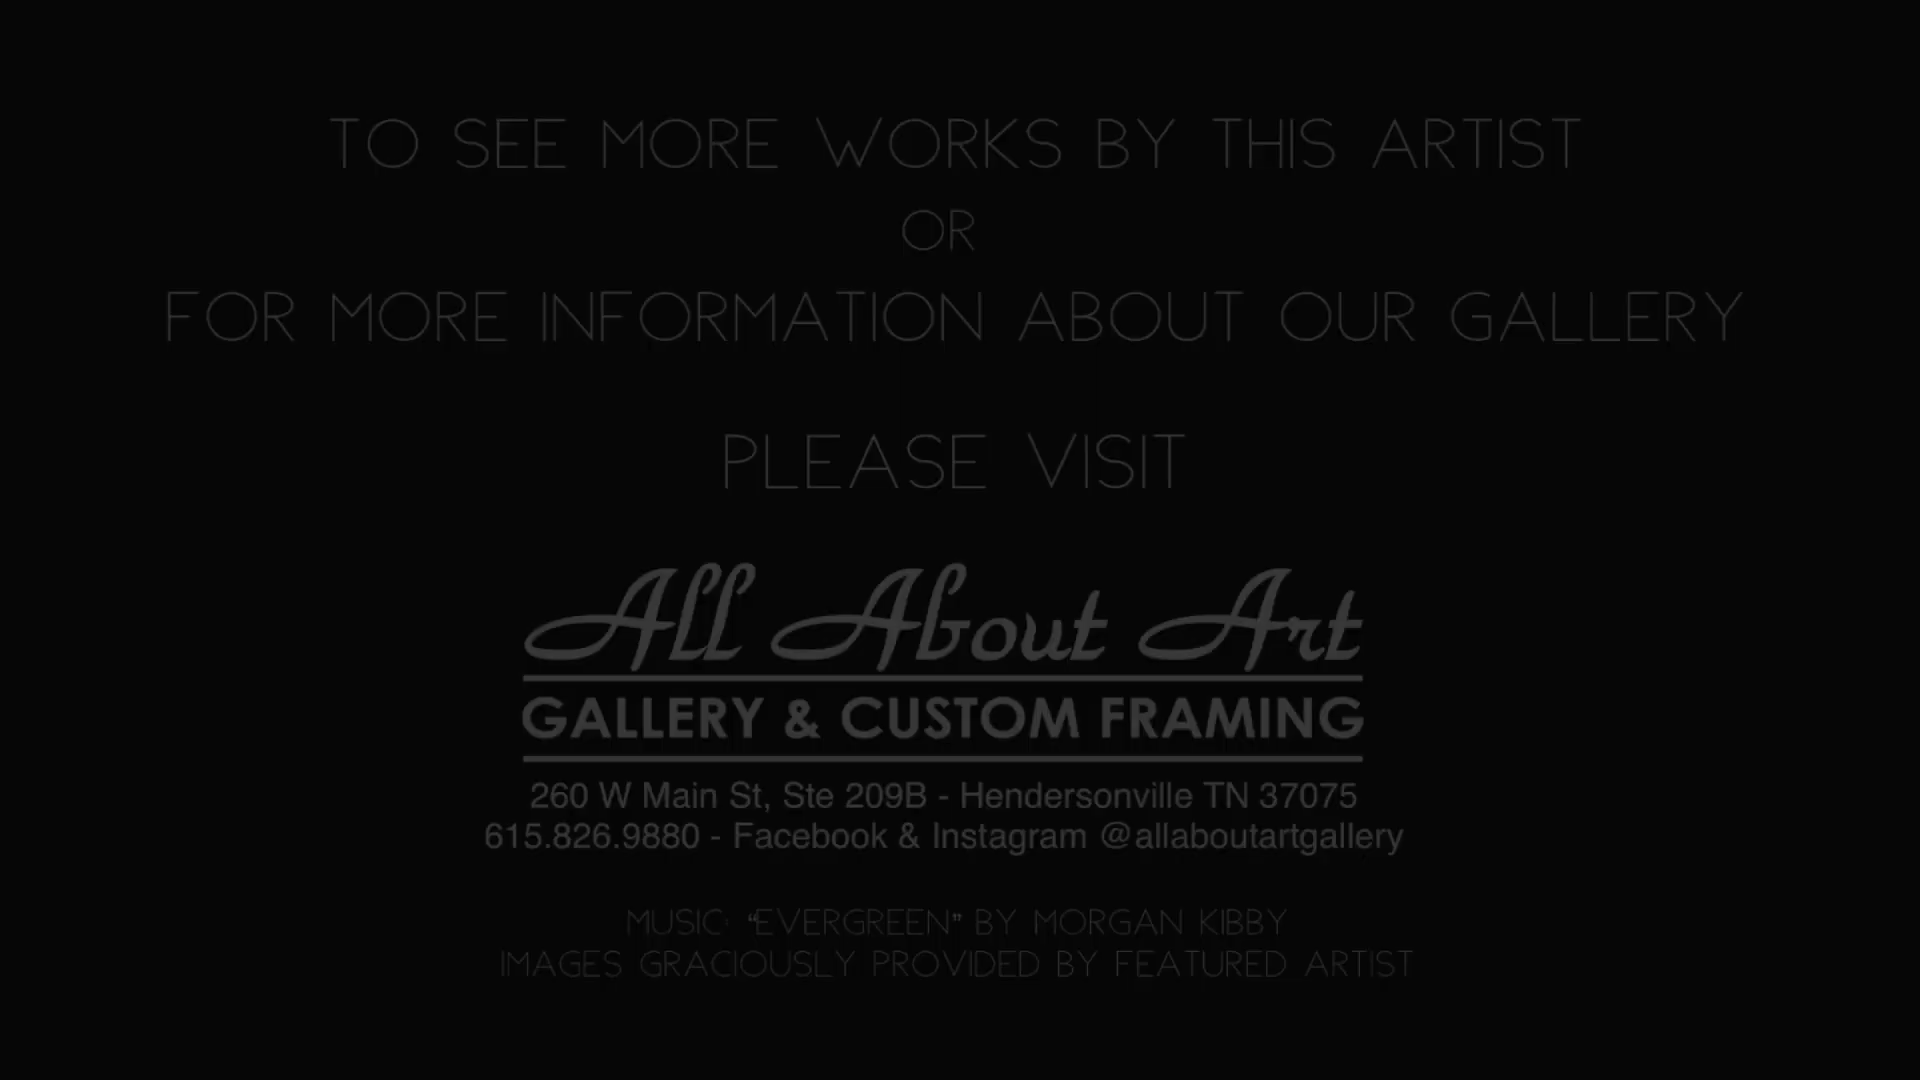 TO SEE MORE WORKS BY THIS ARTIST
OR
FOR MORE INFORMATION ABOUT OUR GALLERY
PLEASE VISIT
All About Art
GALLERY & CUSTOM FRAMING
260 W Main St, Ste 209B - Hendersonville TN 37075
615.826.9880 - Facebook & Instagram @allaboutartgallery
MUSIC: “EVERGREEN” BY MORGAN KIBBY
IMAGES GRACIOUSLY PROVIDED BY FEATURED ARTIST